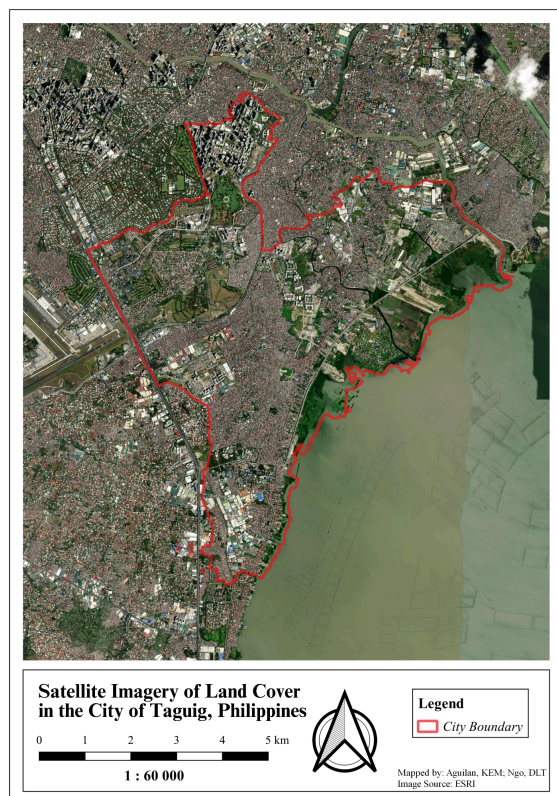 Satellite Imagery of Land Cover
in the City of Taguig, Philippines
0 1 2 3 4 5 km
1 : 60 000
Legend
City Boundary
Mapped by: Aguilan, KEM; Ngo, DLT
Image Source: ESRI